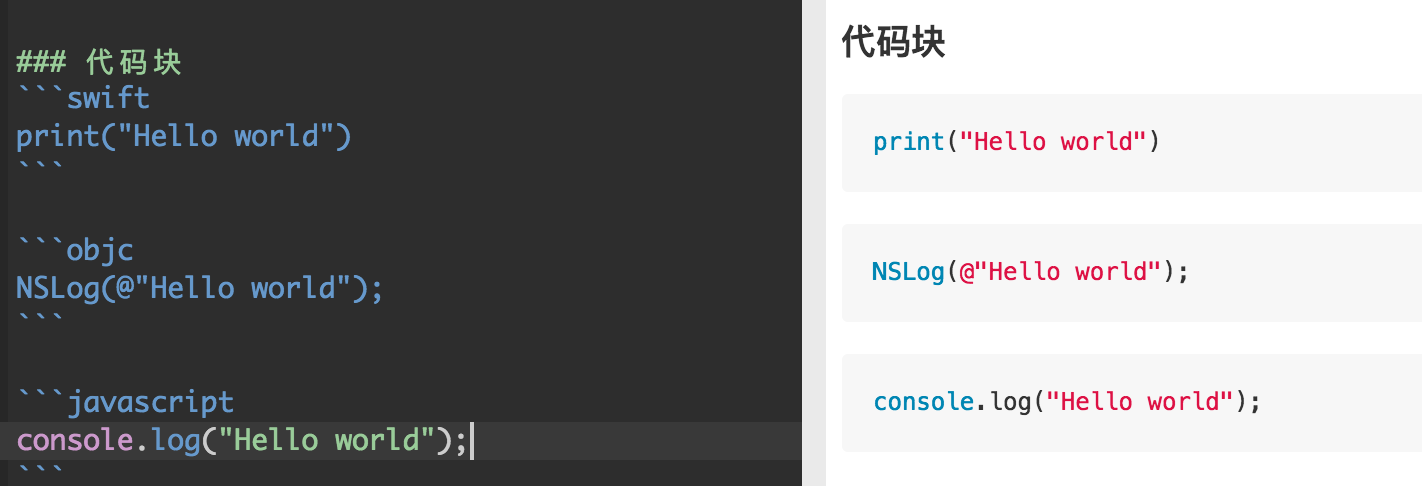 ### 代码块
```swift
print("Hello world")
```
```objc
NSLog(@"Hello world");
```
```javascript
console.log("Hello world");
```
代码块
print("Hello world")
NSLog(@"Hello world");
console.log("Hello world");